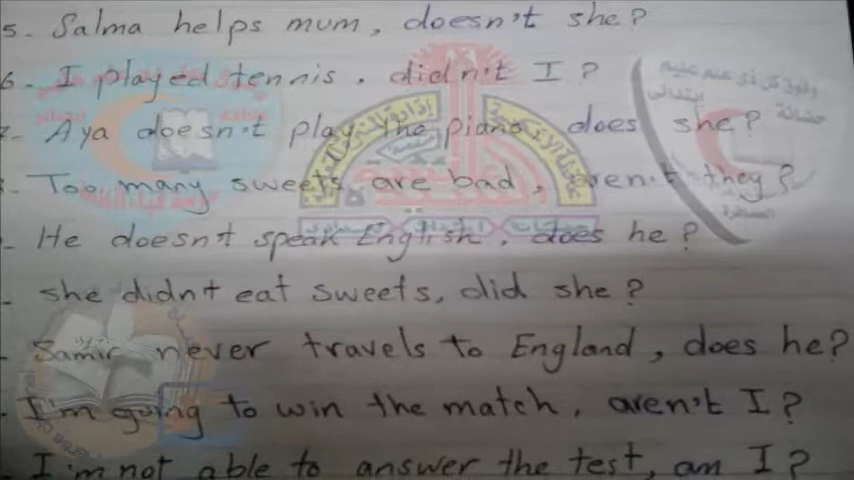 5. Salma helps mum, doesn't she?
6. I played tennis. didn't I?
Aya doesn't play the piano, does she?
Too many sweets are bad, aren't they?
He doesn't speak English. does he?
she didn't eat sweets, did she?
Samir never travels to England, does he?
I'm going to win the match, aren't I?
I'm not able to answer the test, am I?